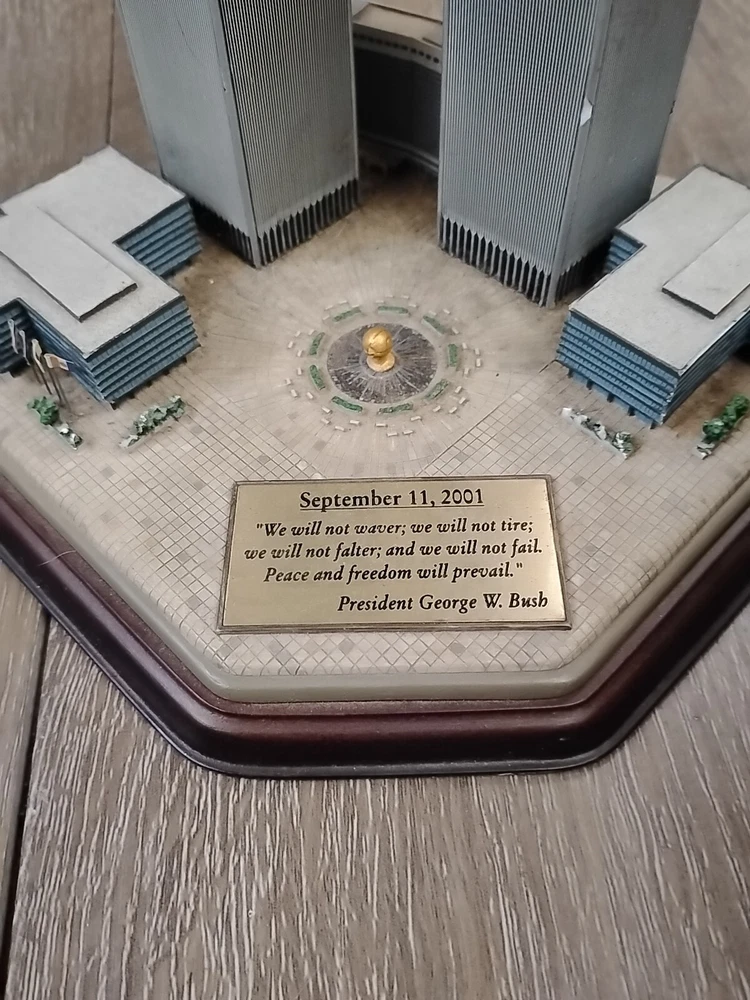 September 11, 2001
"We will not waver; we will not tire;
we will not falter; and we will not fail.
Peace and freedom will prevail."
President George W. Bush